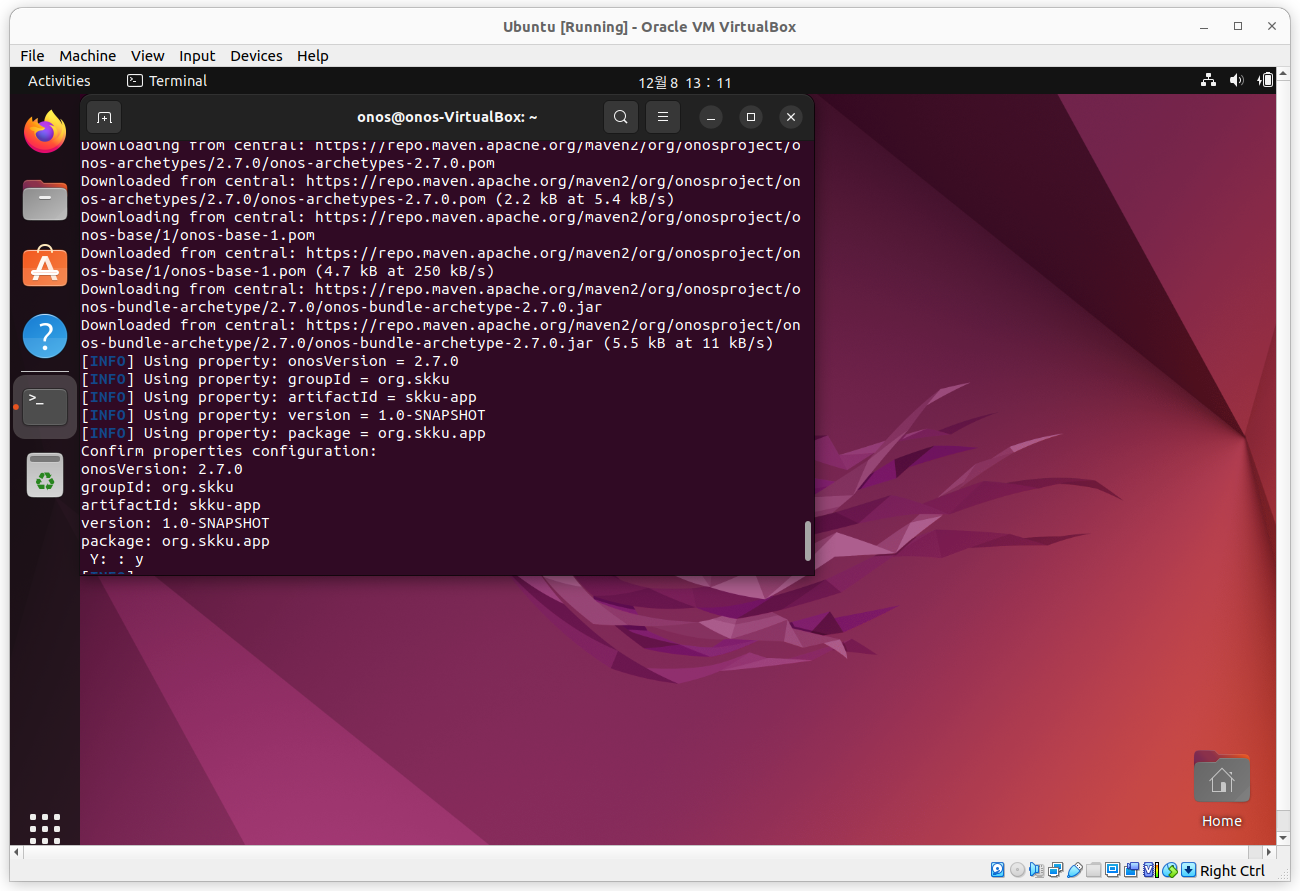 Ubuntu [Running] - Oracle VM VirtualBox
File Machine View Input Devices Help
Activities Terminal 12월 8 13 : 11
onos@onos-VirtualBox: ~
Downloading from central: https://repo.maven.apache.org/maven2/org/onosproject/o
nos-archetypes/2.7.0/onos-archetypes-2.7.0.pom
Downloaded from central: https://repo.maven.apache.org/maven2/org/onosproject/on
os-archetypes/2.7.0/onos-archetypes-2.7.0.pom (2.2 kB at 5.4 kB/s)
Downloading from central: https://repo.maven.apache.org/maven2/org/onosproject/o
nos-base/1/onos-base-1.pom
Downloaded from central: https://repo.maven.apache.org/maven2/org/onosproject/on
os-base/1/onos-base-1.pom (4.7 kB at 250 kB/s)
Downloading from central: https://repo.maven.apache.org/maven2/org/onosproject/o
nos-bundle-archetype/2.7.0/onos-bundle-archetype-2.7.0.jar
Downloaded from central: https://repo.maven.apache.org/maven2/org/onosproject/on
os-bundle-archetype/2.7.0/onos-bundle-archetype-2.7.0.jar (5.5 kB at 11 kB/s)
[INFO] Using property: onosVersion = 2.7.0
[INFO] Using property: groupId = org.skku
[INFO] Using property: artifactId = skku-app
[INFO] Using property: version = 1.0-SNAPSHOT
[INFO] Using property: package = org.skku.app
Confirm properties configuration:
onosVersion: 2.7.0
groupId: org.skku
artifactId: skku-app
version: 1.0-SNAPSHOT
package: org.skku.app
 Y: : y
Home
Right Ctrl